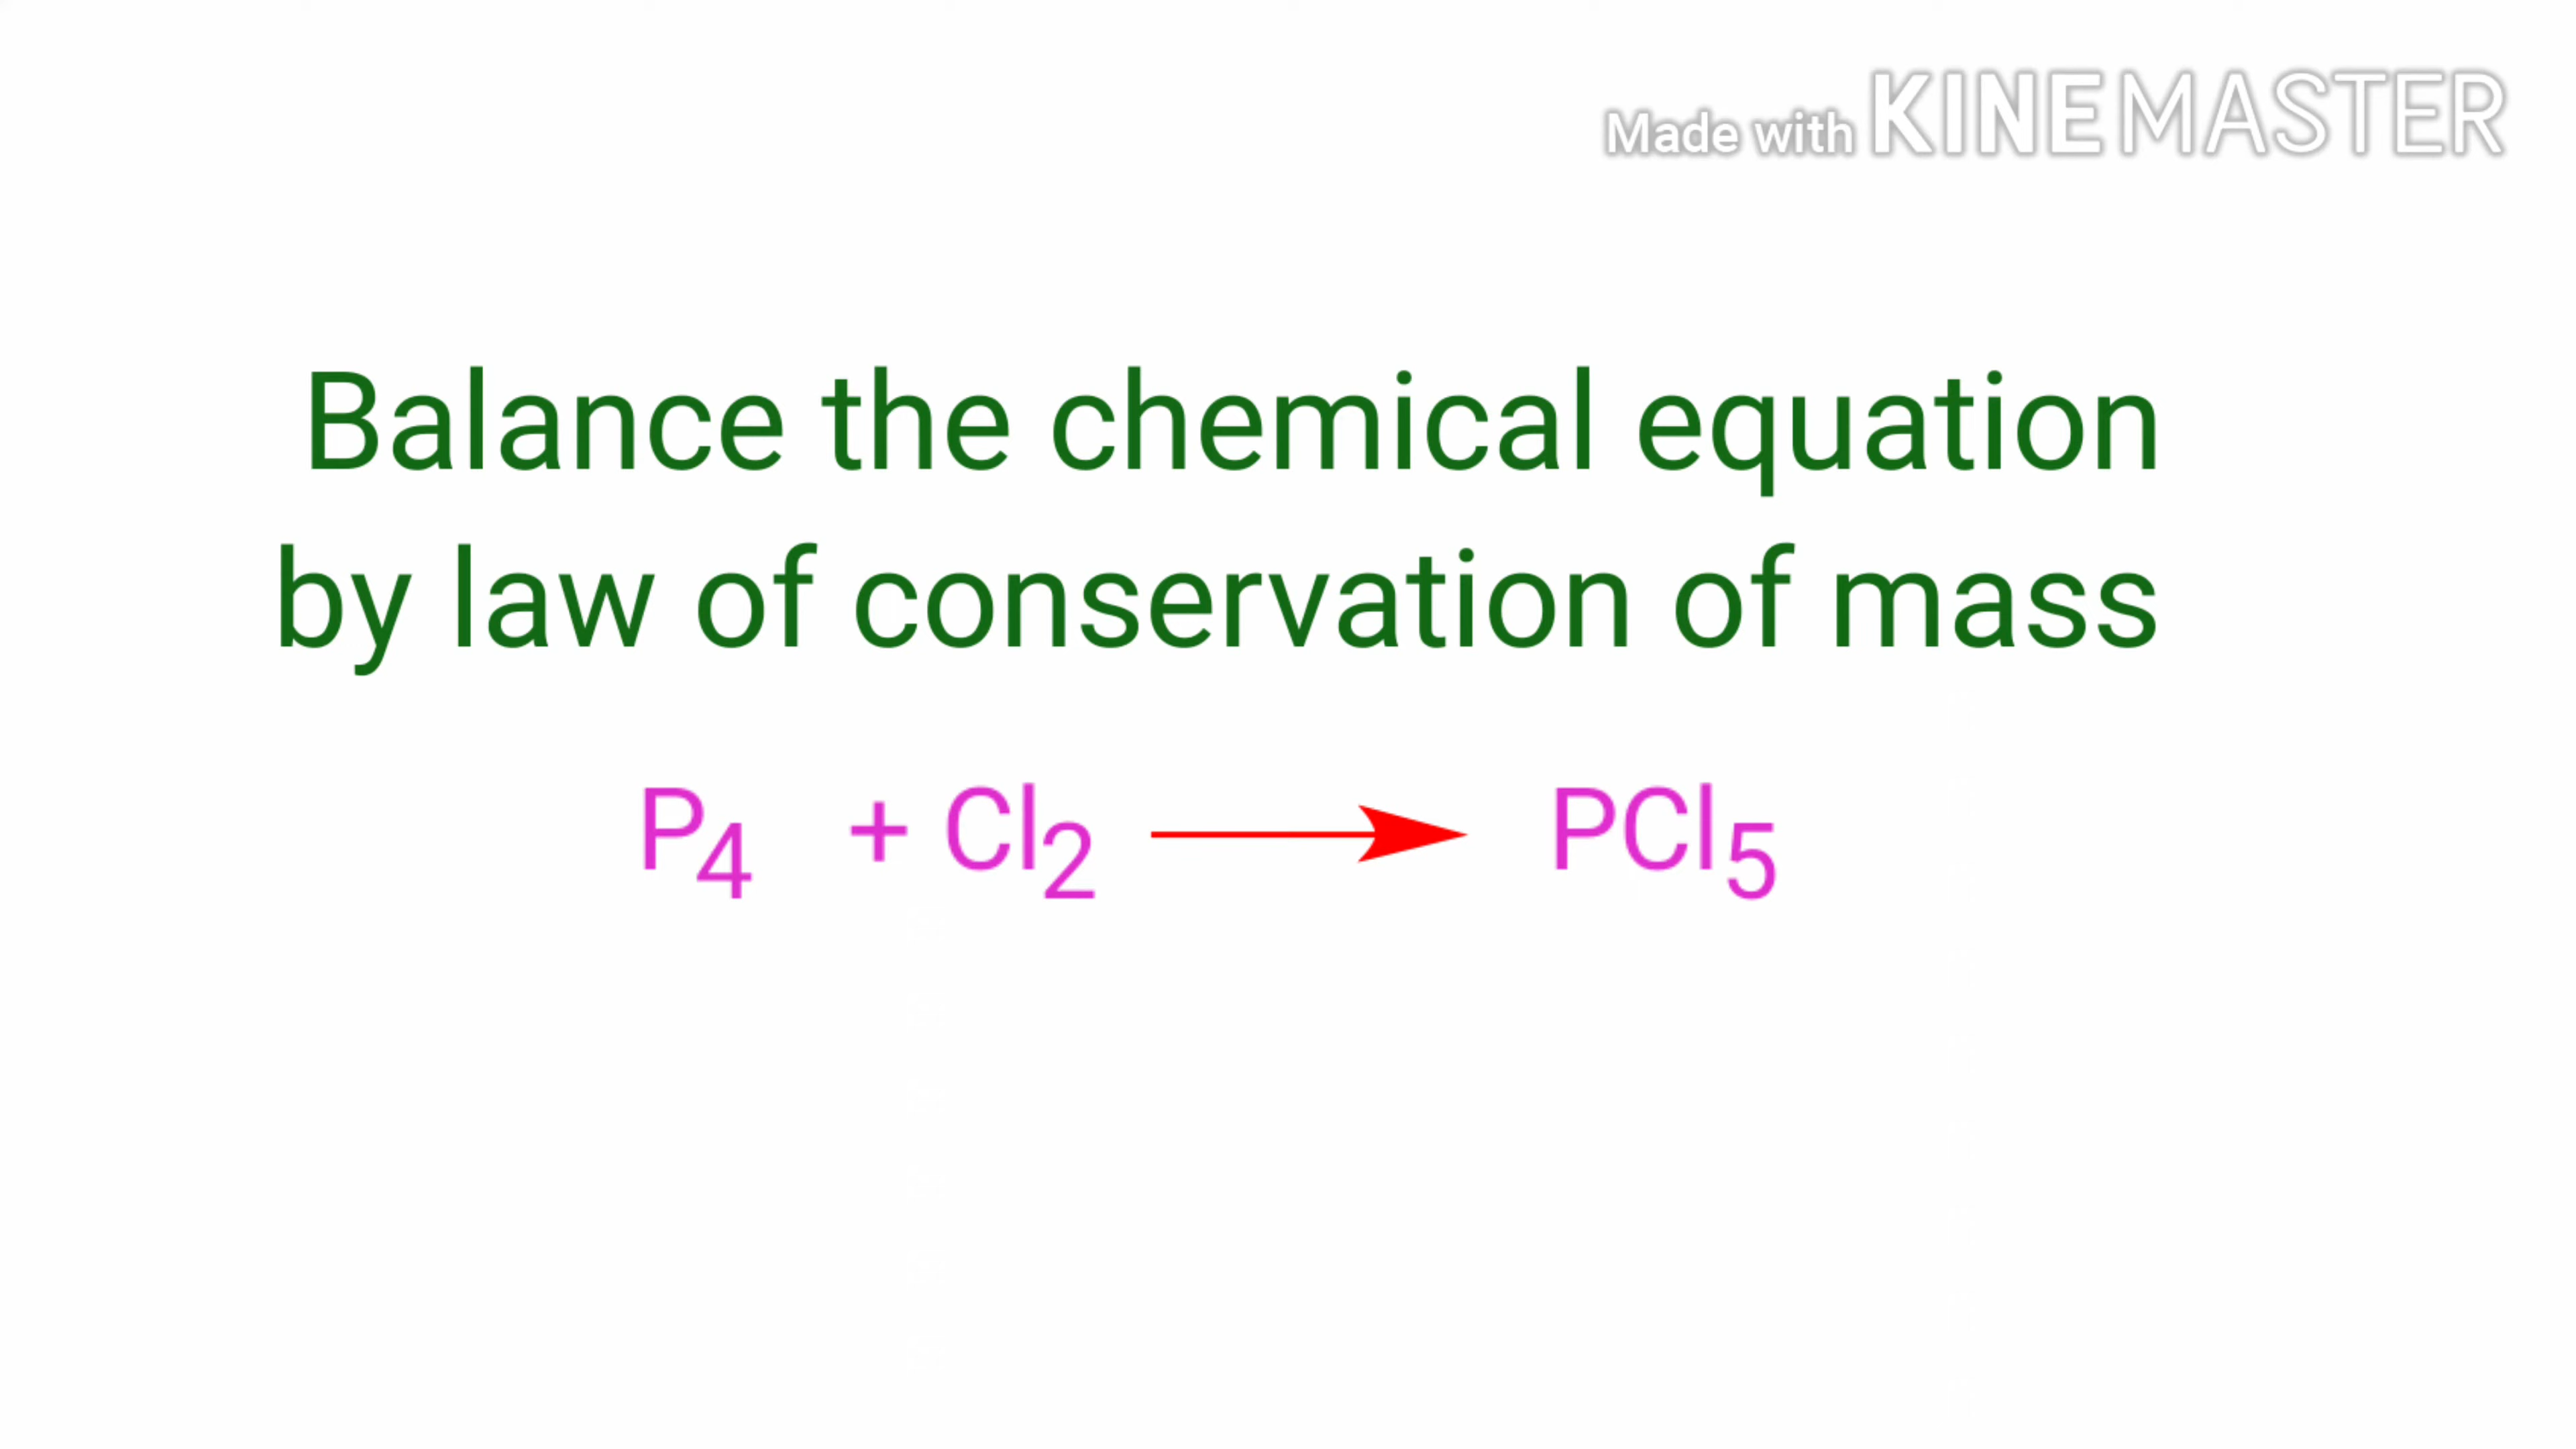 Made with KINEMASTER
Balance the chemical equation
by law of conservation of mass
P₄ + Cl₂ ⟶ PCl₅